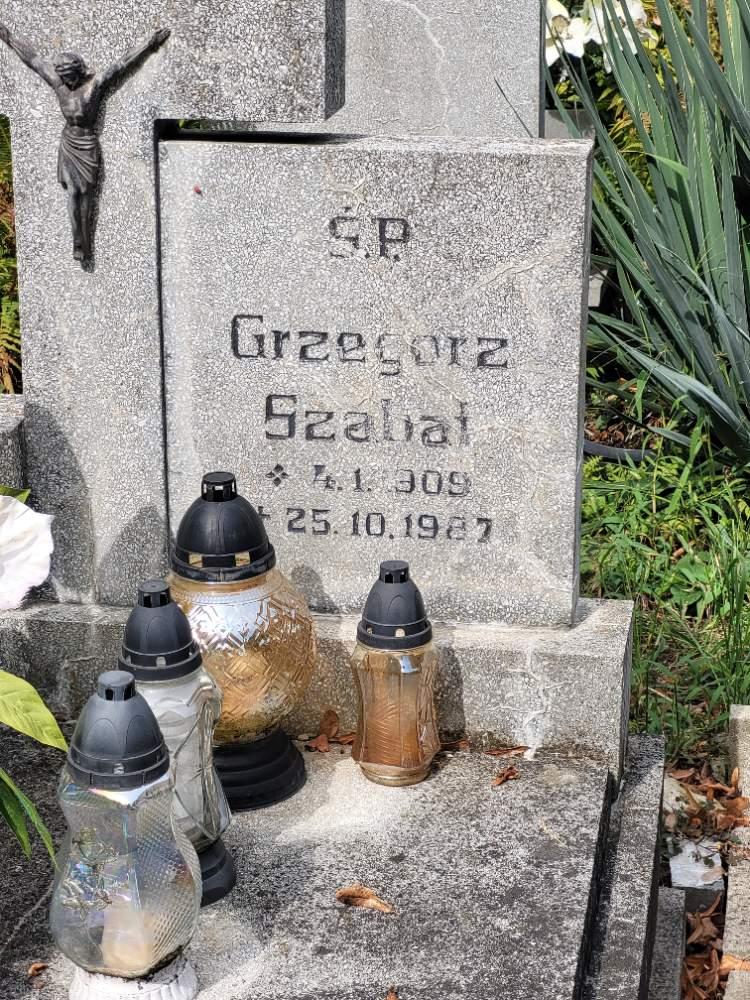 Ś.P.
Grzegorz
Szabat
4.1.1909
25.10.1987